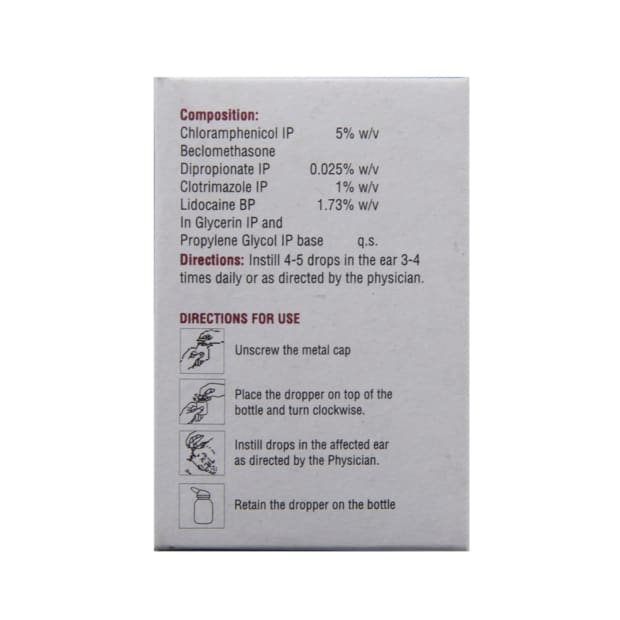 Composition:
Chloramphenicol IP 5% w/v
Beclomethasone
Dipropionate IP 0.025% w/v
Clotrimazole IP 1% w/v
Lidocaine BP 1.73% w/v
In Glycerin IP and
Propylene Glycol IP base q.s.
Directions: Instill 4-5 drops in the ear 3-4
times daily or as directed by the physician.
DIRECTIONS FOR USE
Unscrew the metal cap
Place the dropper on top of the
bottle and turn clockwise.
Instill drops in the affected ear
as directed by the Physician.
Retain the dropper on the bottle